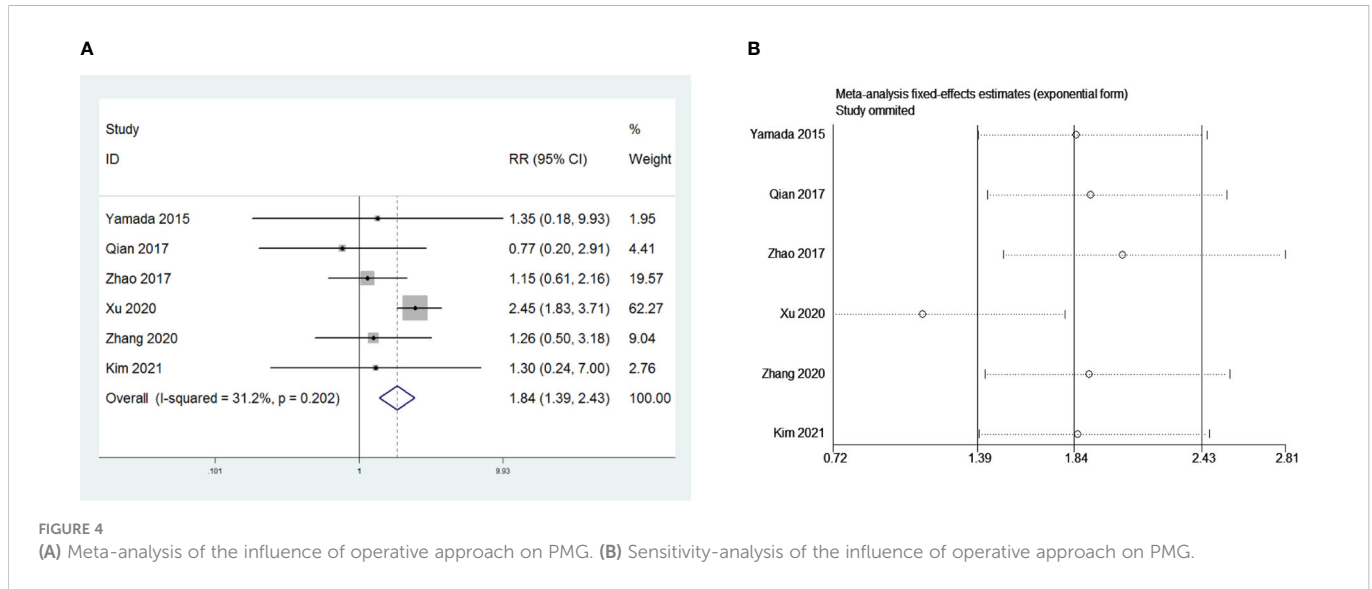 A
Study %
ID RR (95% CI) Weight
Yamada 2015 1.35 (0.18, 9.93) 1.95
Qian 2017 0.77 (0.20, 2.91) 4.41
Zhao 2017 1.15 (0.61, 2.16) 19.57
Xu 2020 2.45 (1.83, 3.71) 62.27
Zhang 2020 1.26 (0.50, 3.18) 9.04
Kim 2021 1.30 (0.24, 7.00) 2.76
Overall (I-squared = 31.2%, p = 0.202) 1.84 (1.39, 2.43) 100.00
.101 1 9.93
B
Meta-analysis fixed-effects estimates (exponential form)
Study ommited
Yamada 2015
Qian 2017
Zhao 2017
Xu 2020
Zhang 2020
Kim 2021
0.72 1.39 1.84 2.43 2.81
FIGURE 4
(A) Meta-analysis of the influence of operative approach on PMG. (B) Sensitivity-analysis of the influence of operative approach on PMG.